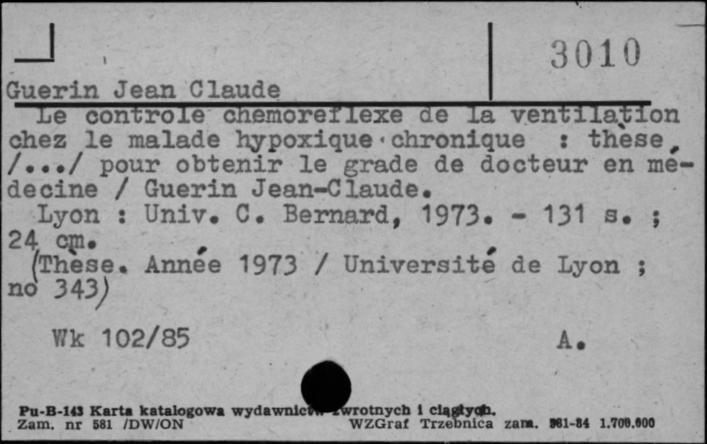 3010
Guerin Jean Claude
Le controle chemoreflexe de la ventilation
chez le malade hypoxique chronique : thèse
/.../ pour obtenir le grade de docteur en mé-
decine / Guerin Jean-Claude.
Lyon : Univ. C. Bernard, 1973. - 131 s. ;
24 cm.
(Thèse. Année 1973 / Université de Lyon ;
no 343)
Wk 102/85 A.
Pu-B-143 Karta katalogowa wydawnictw zwrotnych i ciągłych.
Zam. nr 581 /DW/ON WZGraf Trzebnica zam. 981-84 1.700.000